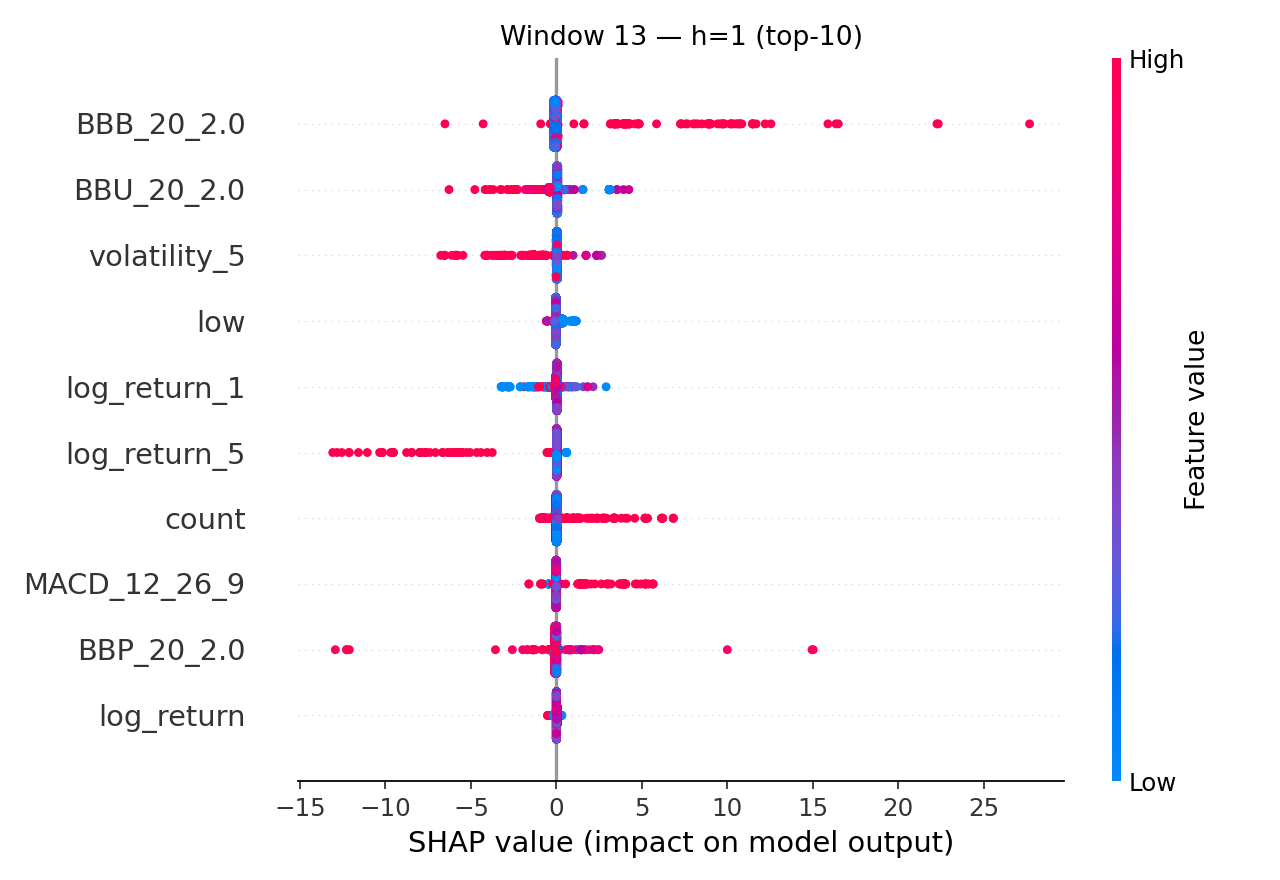 Window 13 — h=1 (top-10)
High
BBB_20_2.0
BBU_20_2.0
volatility_5
low
log_return_1
log_return_5
count
MACD_12_26_9
BBP_20_2.0
log_return
Feature value
Low
−15 −10 −5 0 5 10 15 20 25
SHAP value (impact on model output)